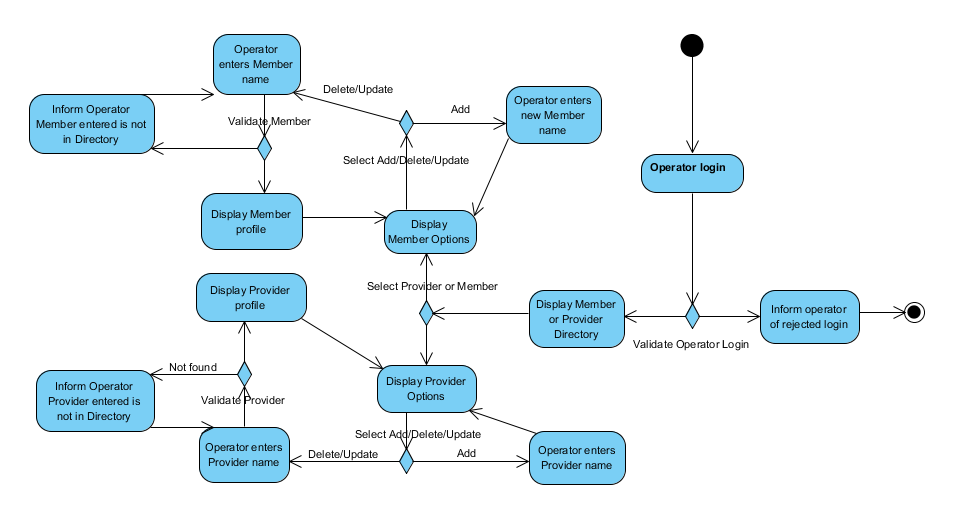 Operator
enters Member
name
Delete/Update
Add
Operator enters
new Member
name
Inform Operator
Member entered is not
in Directory
Validate Member
Select Add/Delete/Update
Operator login
Display Member
profile
Display
Member Options
Display Provider
profile
Select Provider or Member
Display Member
or Provider
Directory
Inform operator
of rejected login
Validate Operator Login
Not found
Display Provider
Options
Inform Operator
Provider entered is
not in Directory
Validate Provider
Select Add/Delete/Update
Operator enters
Provider name
Delete/Update
Add
Operator enters
Provider name